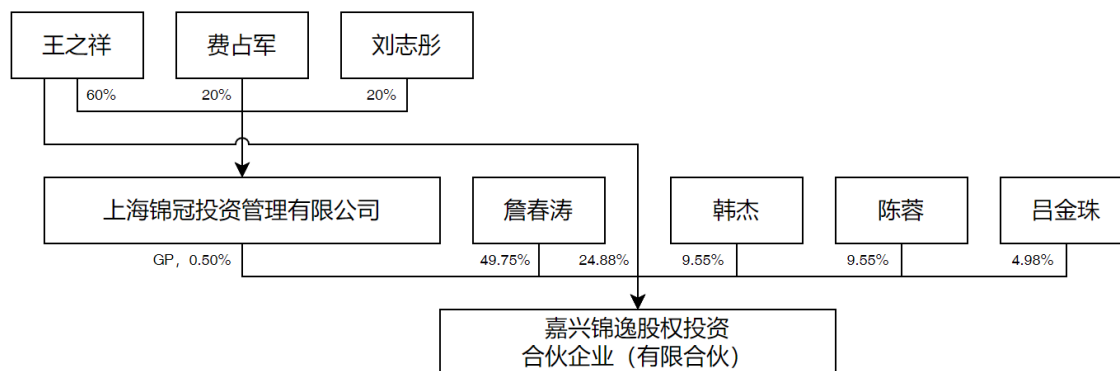 王之祥
费占军
刘志彤
60%
20%
20%
上海锦冠投资管理有限公司
詹春涛
韩杰
陈蓉
吕金珠
GP，0.50%
49.75%
24.88%
9.55%
9.55%
4.98%
嘉兴锦逸股权投资
合伙企业（有限合伙）